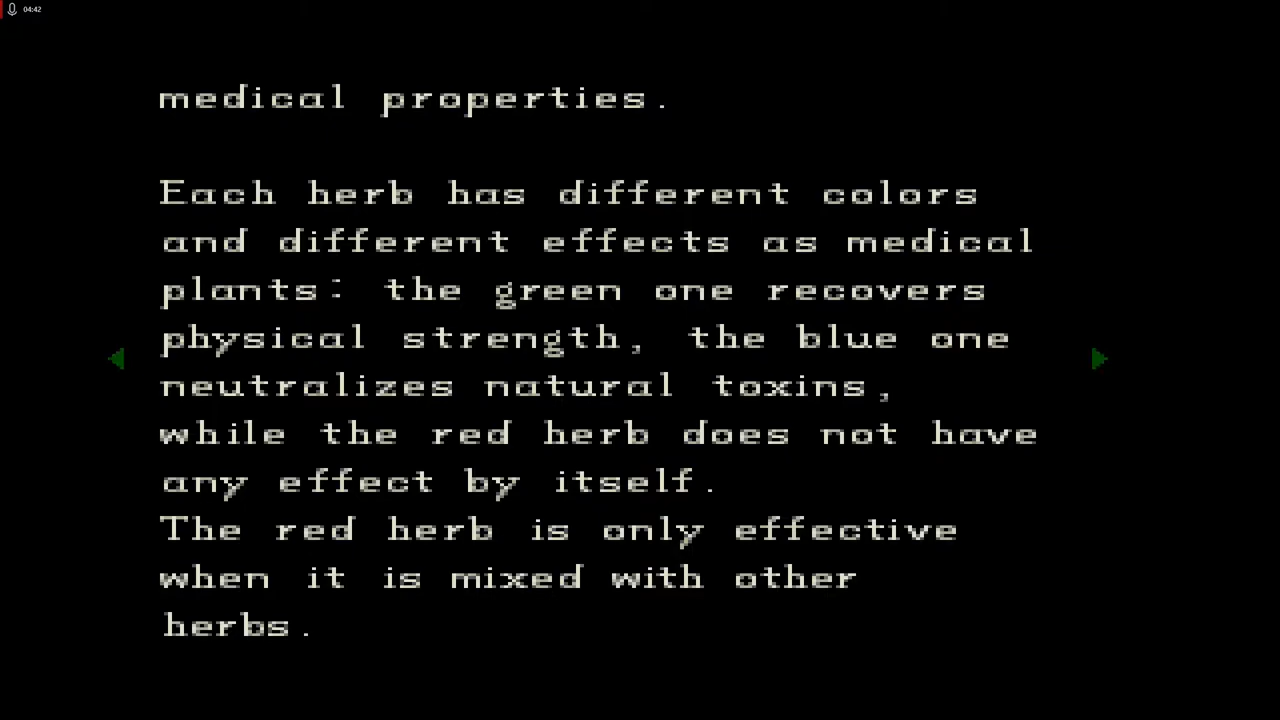 04:42
medical properties.
Each herb has different colors
and different effects as medical
plants: the green one recovers
physical strength, the blue one
neutralizes natural toxins,
while the red herb does not have
any effect by itself.
The red herb is only effective
when it is mixed with other
herbs.